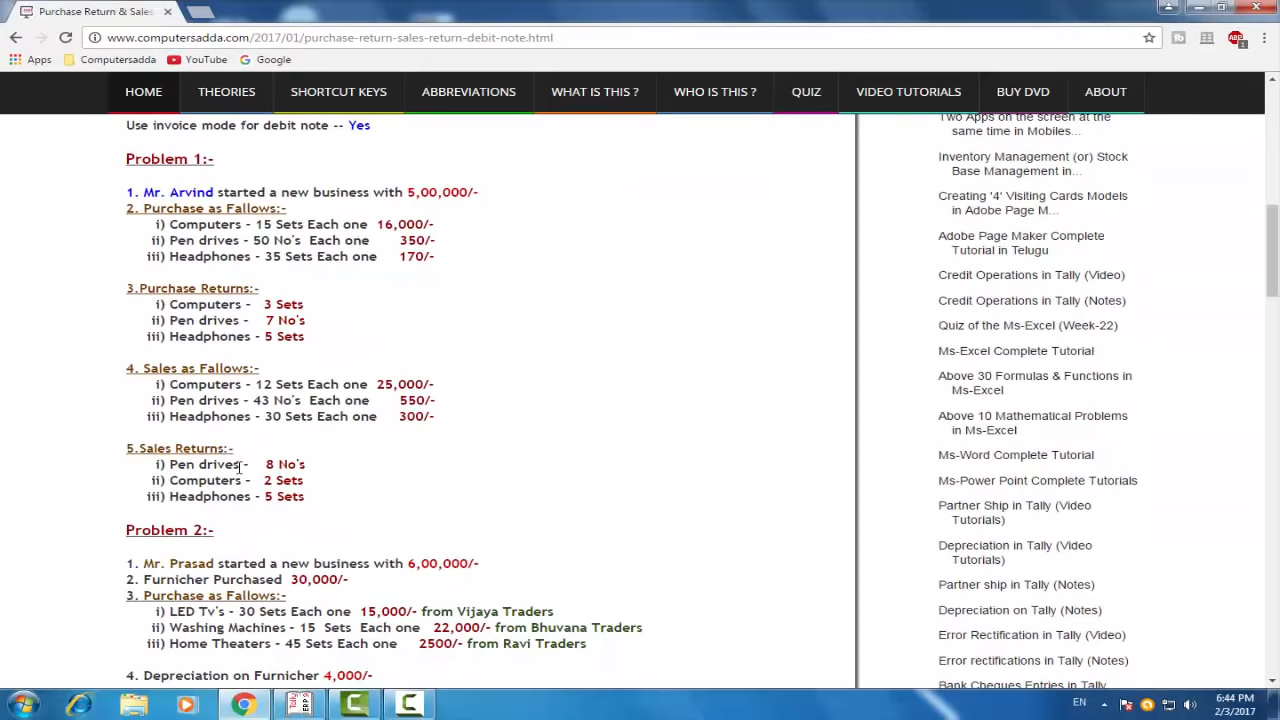 Purchase Return & Sales
www.computersadda.com/2017/01/purchase-return-sales-return-debit-note.html
Apps Computersadda YouTube Google
HOME THEORIES SHORTCUT KEYS ABBREVIATIONS WHAT IS THIS ? WHO IS THIS ? QUIZ VIDEO TUTORIALS BUY DVD ABOUT
Use invoice mode for debit note -- Yes
Problem 1:-
1. Mr. Arvind started a new business with 5,00,000/-
2. Purchase as Fallows:-
i) Computers - 15 Sets Each one 16,000/-
ii) Pen drives - 50 No's Each one 350/-
iii) Headphones - 35 Sets Each one 170/-
3.Purchase Returns:-
i) Computers - 3 Sets
ii) Pen drives - 7 No's
iii) Headphones - 5 Sets
4. Sales as Fallows:-
i) Computers - 12 Sets Each one 25,000/-
ii) Pen drives - 43 No's Each one 550/-
iii) Headphones - 30 Sets Each one 300/-
5.Sales Returns:-
i) Pen drives - 8 No's
ii) Computers - 2 Sets
iii) Headphones - 5 Sets
Problem 2:-
1. Mr. Prasad started a new business with 6,00,000/-
2. Furnicher Purchased 30,000/-
3. Purchase as Fallows:-
i) LED Tv's - 30 Sets Each one 15,000/- from Vijaya Traders
ii) Washing Machines - 15 Sets Each one 22,000/- from Bhuvana Traders
iii) Home Theaters - 45 Sets Each one 2500/- from Ravi Traders
4. Depreciation on Furnicher 4,000/-
Two Apps on the screen at the
same time in Mobiles...
Inventory Management (or) Stock
Base Management in...
Creating '4' Visiting Cards Models
in Adobe Page M...
Adobe Page Maker Complete
Tutorial in Telugu
Credit Operations in Tally (Video)
Credit Operations in Tally (Notes)
Quiz of the Ms-Excel (Week-22)
Ms-Excel Complete Tutorial
Above 30 Formulas & Functions in
Ms-Excel
Above 10 Mathematical Problems
in Ms-Excel
Ms-Word Complete Tutorial
Ms-Power Point Complete Tutorials
Partner Ship in Tally (Video
Tutorials)
Depreciation in Tally (Video
Tutorials)
Partner ship in Tally (Notes)
Depreciation on Tally (Notes)
Error Rectification in Tally (Video)
Error rectifications in Tally (Notes)
Bank Cheques Entries in Tally
EN
6:44 PM
2/3/2017